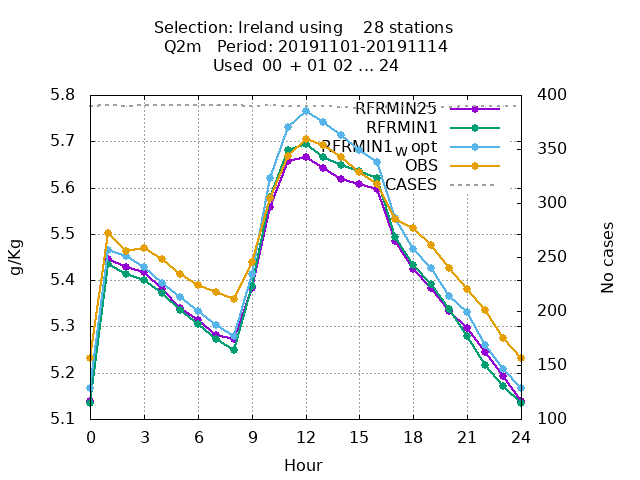 Selection: Ireland using 28 stations
Q2m Period: 20191101-20191114
Used 00 + 01 02 ... 24
5.8
5.7
5.6
5.5
5.4
5.3
5.2
5.1
400
350
300
250
200
150
100
RFRMIN25
RFRMIN1
RFRMIN1w opt
OBS
CASES
g/Kg
No cases
0 3 6 9 12 15 18 21 24
Hour